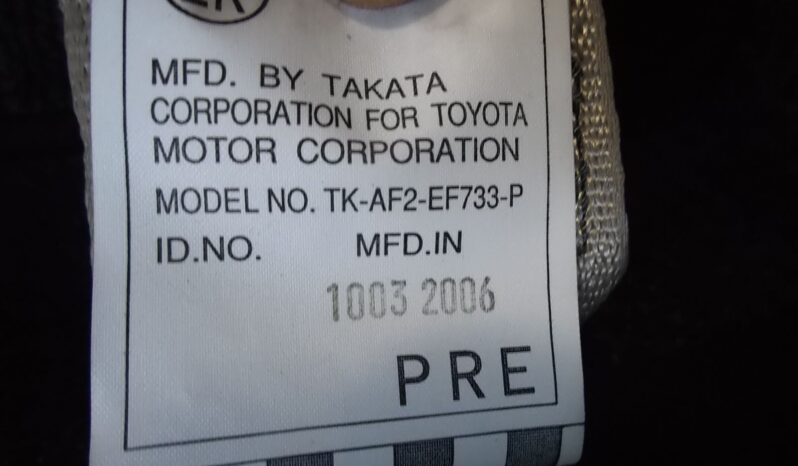 MFD. BY TAKATA
CORPORATION FOR TOYOTA
MOTOR CORPORATION
MODEL NO. TK-AF2-EF733-P
ID.NO. MFD.IN
1003 2006
PRE